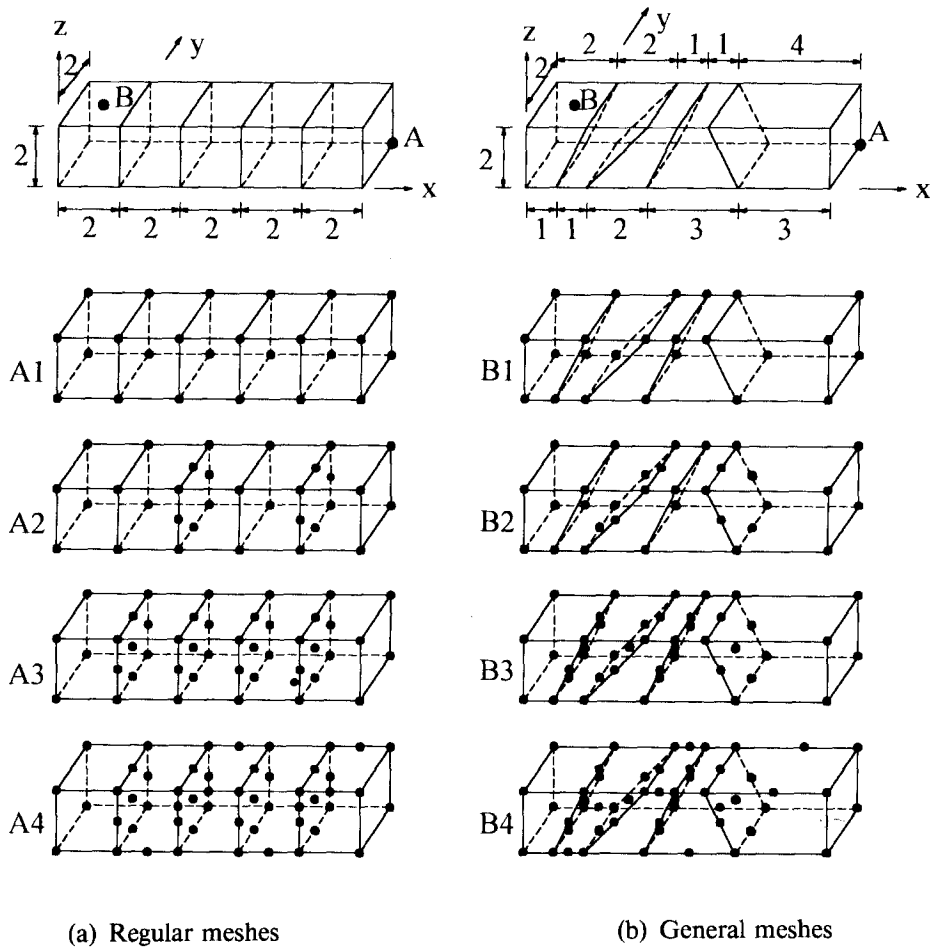 z
y
2
B
A
2
x
2 2 2 2 2
z
y
2 2 1 1 4
2
B
A
2
x
1 1 2 3 3
A1
B1
A2
B2
A3
B3
A4
B4
(a) Regular meshes
(b) General meshes